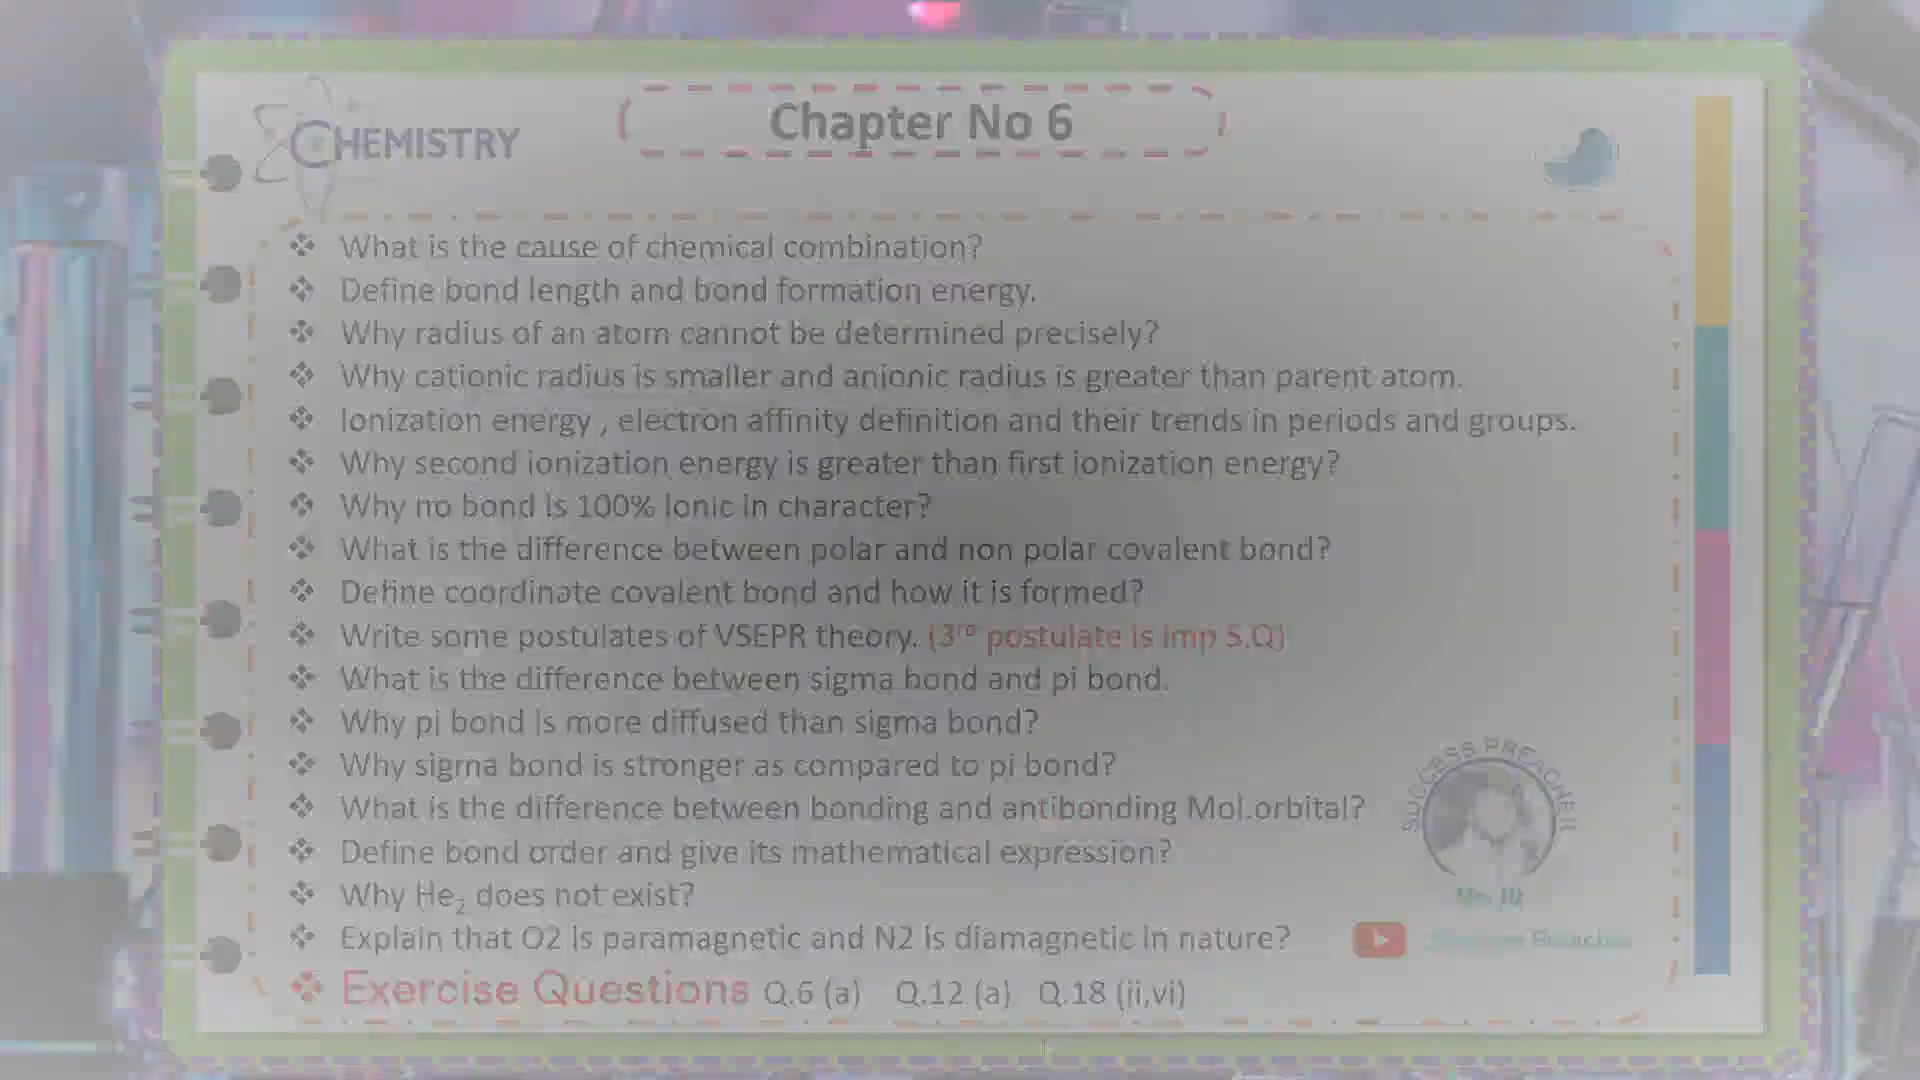 CHEMISTRY
Chapter No 6
What is the cause of chemical combination?
Define bond length and bond formation energy.
Why radius of an atom cannot be determined precisely?
Why cationic radius is smaller and anionic radius is greater than parent atom.
Ionization energy , electron affinity definition and their trends in periods and groups.
Why second ionization energy is greater than first ionization energy?
Why no bond is 100% Ionic in character?
What is the difference between polar and non polar covalent bond?
Define coordinate covalent bond and how it is formed?
Write some postulates of VSEPR theory. (3rd postulate is imp S.Q)
What is the difference between sigma bond and pi bond.
Why pi bond is more diffused than sigma bond?
Why sigma bond is stronger as compared to pi bond?
What is the difference between bonding and antibonding Mol.orbital?
Define bond order and give its mathematical expression?
Why He2 does not exist?
Explain that O2 is paramagnetic and N2 is diamagnetic in nature?
Exercise Questions Q.6 (a) Q.12 (a) Q.18 (ii,vi)
SUCCESS PREACHER